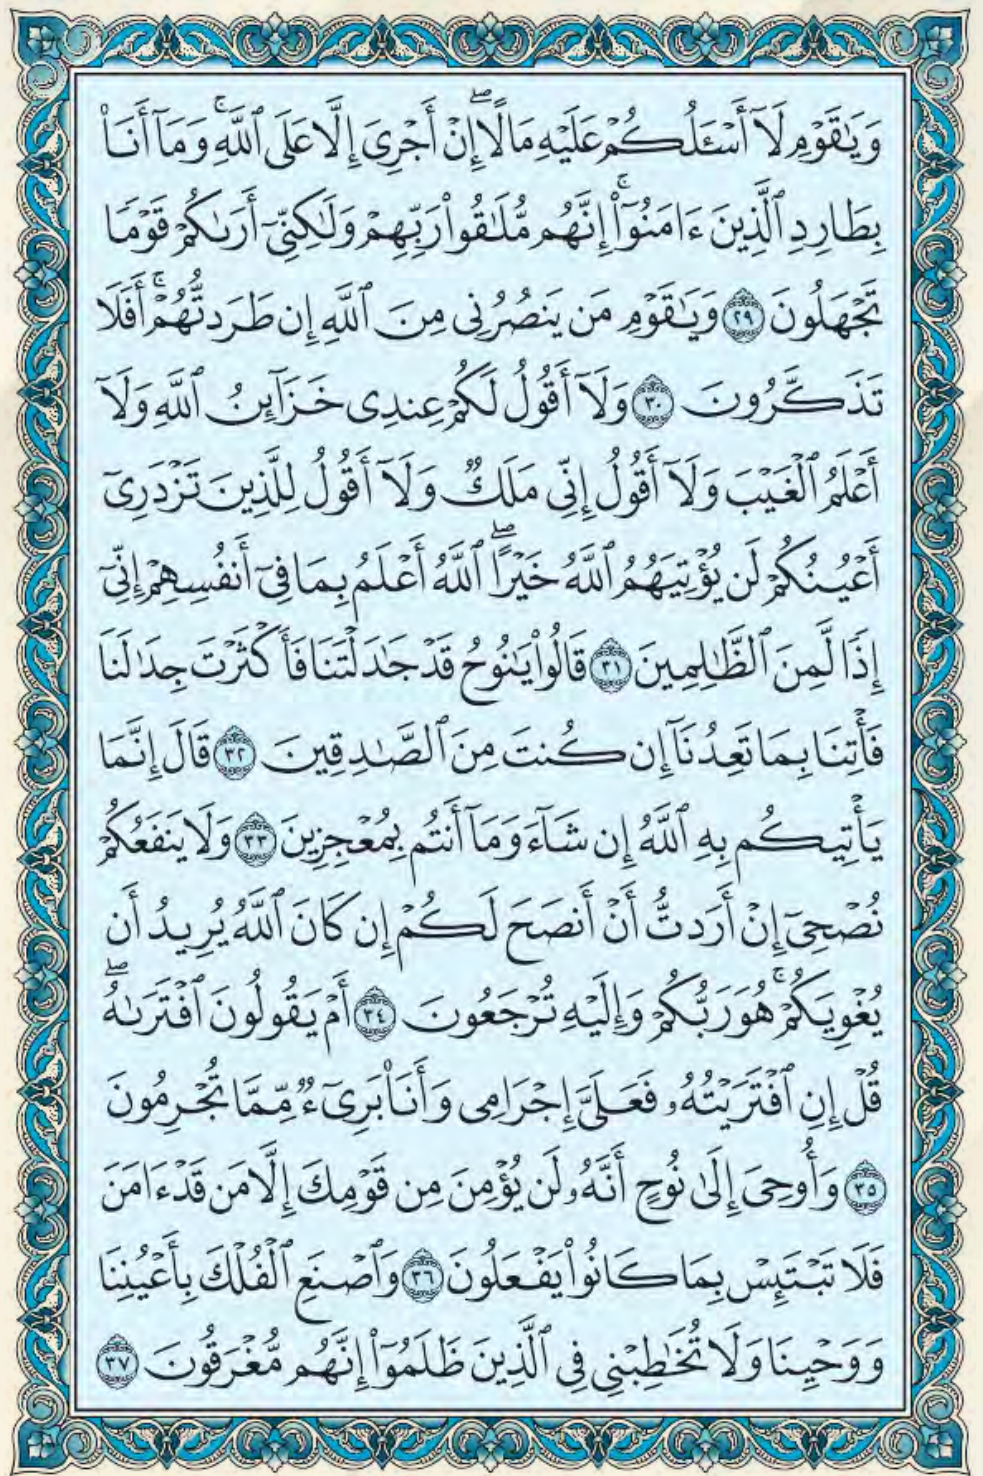 وَيَٰقَوْمِ لَآ أَسْـَٔلُكُمْ عَلَيْهِ مَالًا ۖ إِنْ أَجْرِىَ إِلَّا عَلَى ٱللَّهِ ۚ وَمَآ أَنَا۠
بِطَارِدِ ٱلَّذِينَ ءَامَنُوٓا۟ ۚ إِنَّهُم مُّلَٰقُوا۟ رَبِّهِمْ وَلَٰكِنِّىٓ أَرَىٰكُمْ قَوْمًا
تَجْهَلُونَ ٢٩ وَيَٰقَوْمِ مَن يَنصُرُنِى مِنَ ٱللَّهِ إِن طَرَدتُّهُمْ ۚ أَفَلَا
تَذَكَّرُونَ ٣٠ وَلَآ أَقُولُ لَكُمْ عِندِى خَزَآئِنُ ٱللَّهِ وَلَآ
أَعْلَمُ ٱلْغَيْبَ وَلَآ أَقُولُ إِنِّى مَلَكٌ وَلَآ أَقُولُ لِلَّذِينَ تَزْدَرِىٓ
أَعْيُنُكُمْ لَن يُؤْتِيَهُمُ ٱللَّهُ خَيْرًا ۖ ٱللَّهُ أَعْلَمُ بِمَا فِىٓ أَنفُسِهِمْ إِنِّىٓ
إِذًا لَّمِنَ ٱلظَّٰلِمِينَ ٣١ قَالُوا۟ يَٰنُوحُ قَدْ جَٰدَلْتَنَا فَأَكْثَرْتَ جِدَٰلَنَا
فَأْتِنَا بِمَا تَعِدُنَآ إِن كُنتَ مِنَ ٱلصَّٰدِقِينَ ٣٢ قَالَ إِنَّمَا
يَأْتِيكُم بِهِ ٱللَّهُ إِن شَآءَ وَمَآ أَنتُم بِمُعْجِزِينَ ٣٣ وَلَا يَنفَعُكُمْ
نُصْحِىٓ إِنْ أَرَدتُّ أَنْ أَنصَحَ لَكُمْ إِن كَانَ ٱللَّهُ يُرِيدُ أَن
يُغْوِيَكُمْ ۚ هُوَ رَبُّكُمْ وَإِلَيْهِ تُرْجَعُونَ ٣٤ أَمْ يَقُولُونَ ٱفْتَرَىٰهُ ۖ
قُلْ إِنِ ٱفْتَرَيْتُهُۥ فَعَلَىَّ إِجْرَامِى وَأَنَا۠ بَرِىٓءٌ مِّمَّا تُجْرِمُونَ
٣٥ وَأُوحِىَ إِلَىٰ نُوحٍ أَنَّهُۥ لَن يُؤْمِنَ مِن قَوْمِكَ إِلَّا مَن قَدْ ءَامَنَ
فَلَا تَبْتَئِسْ بِمَا كَانُوا۟ يَفْعَلُونَ ٣٦ وَٱصْنَعِ ٱلْفُلْكَ بِأَعْيُنِنَا
وَوَحْيِنَا وَلَا تُخَٰطِبْنِى فِى ٱلَّذِينَ ظَلَمُوٓا۟ إِنَّهُم مُّغْرَقُونَ ٣٧